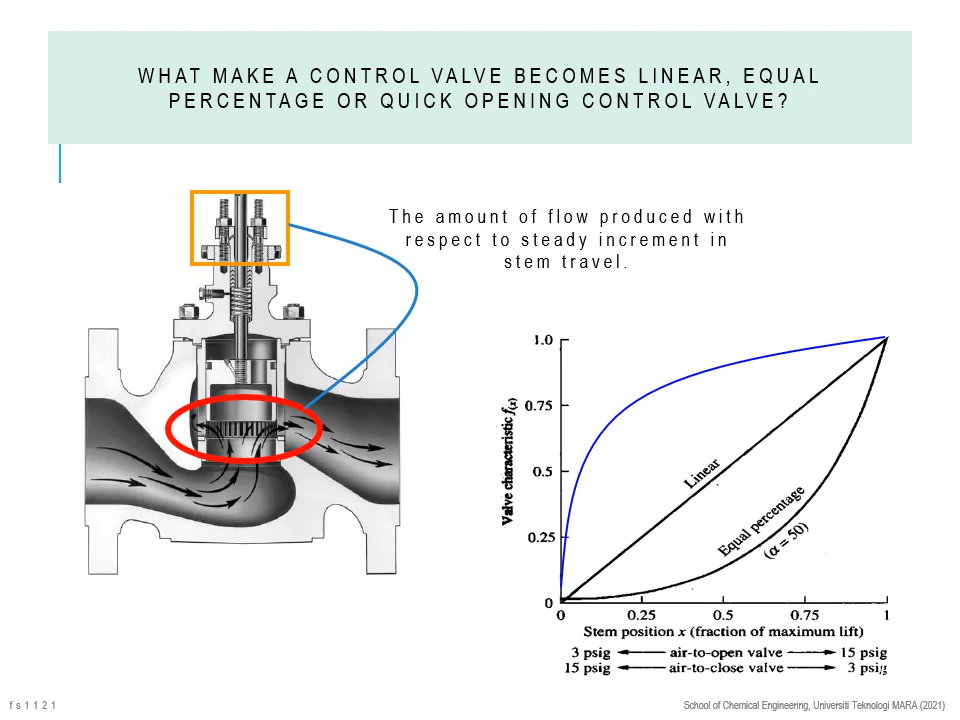 WHAT MAKE A CONTROL VALVE BECOMES LINEAR, EQUAL
PERCENTAGE OR QUICK OPENING CONTROL VALVE?
The amount of flow produced with
respect to steady increment in
stem travel.
1.0
0.75
0.5
0.25
0
Valve characteristic f(x)
Linear
Equal percentage
(α = 50)
0 0.25 0.5 0.75 1
Stem position x (fraction of maximum lift)
3 psig air-to-open valve 15 psig
15 psig air-to-close valve 3 psig
fs1121
School of Chemical Engineering, Universiti Teknologi MARA (2021)